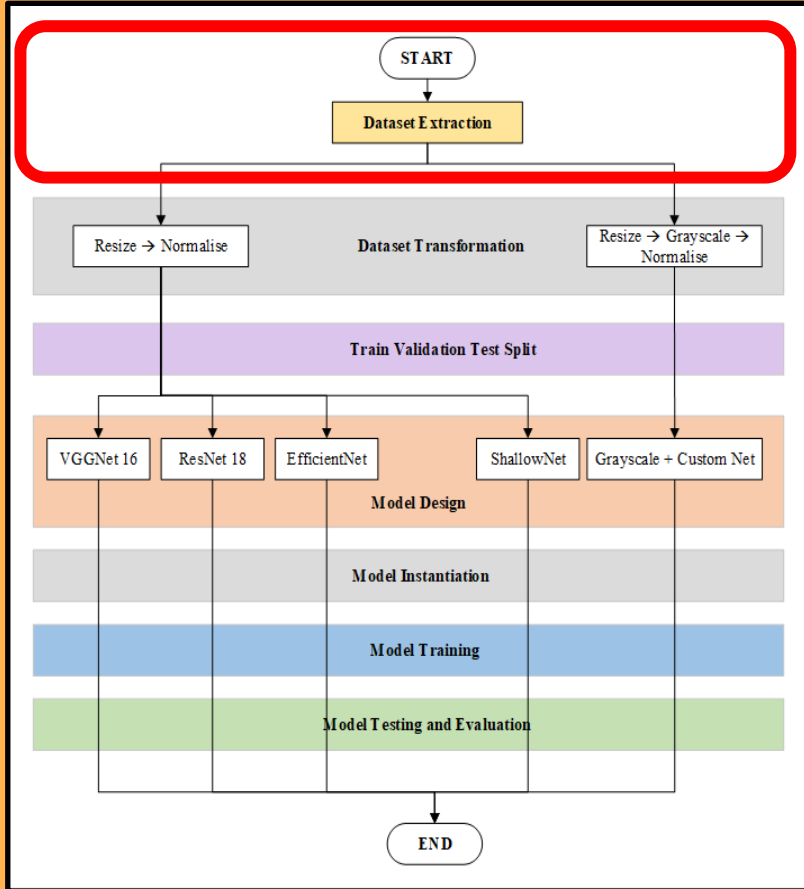 START
Dataset Extraction
Resize → Normalise
Dataset Transformation
Resize → Grayscale →
Normalise
Train Validation Test Split
VGGNet 16
ResNet 18
EfficientNet
ShallowNet
Grayscale + Custom Net
Model Design
Model Instantiation
Model Training
Model Testing and Evaluation
END